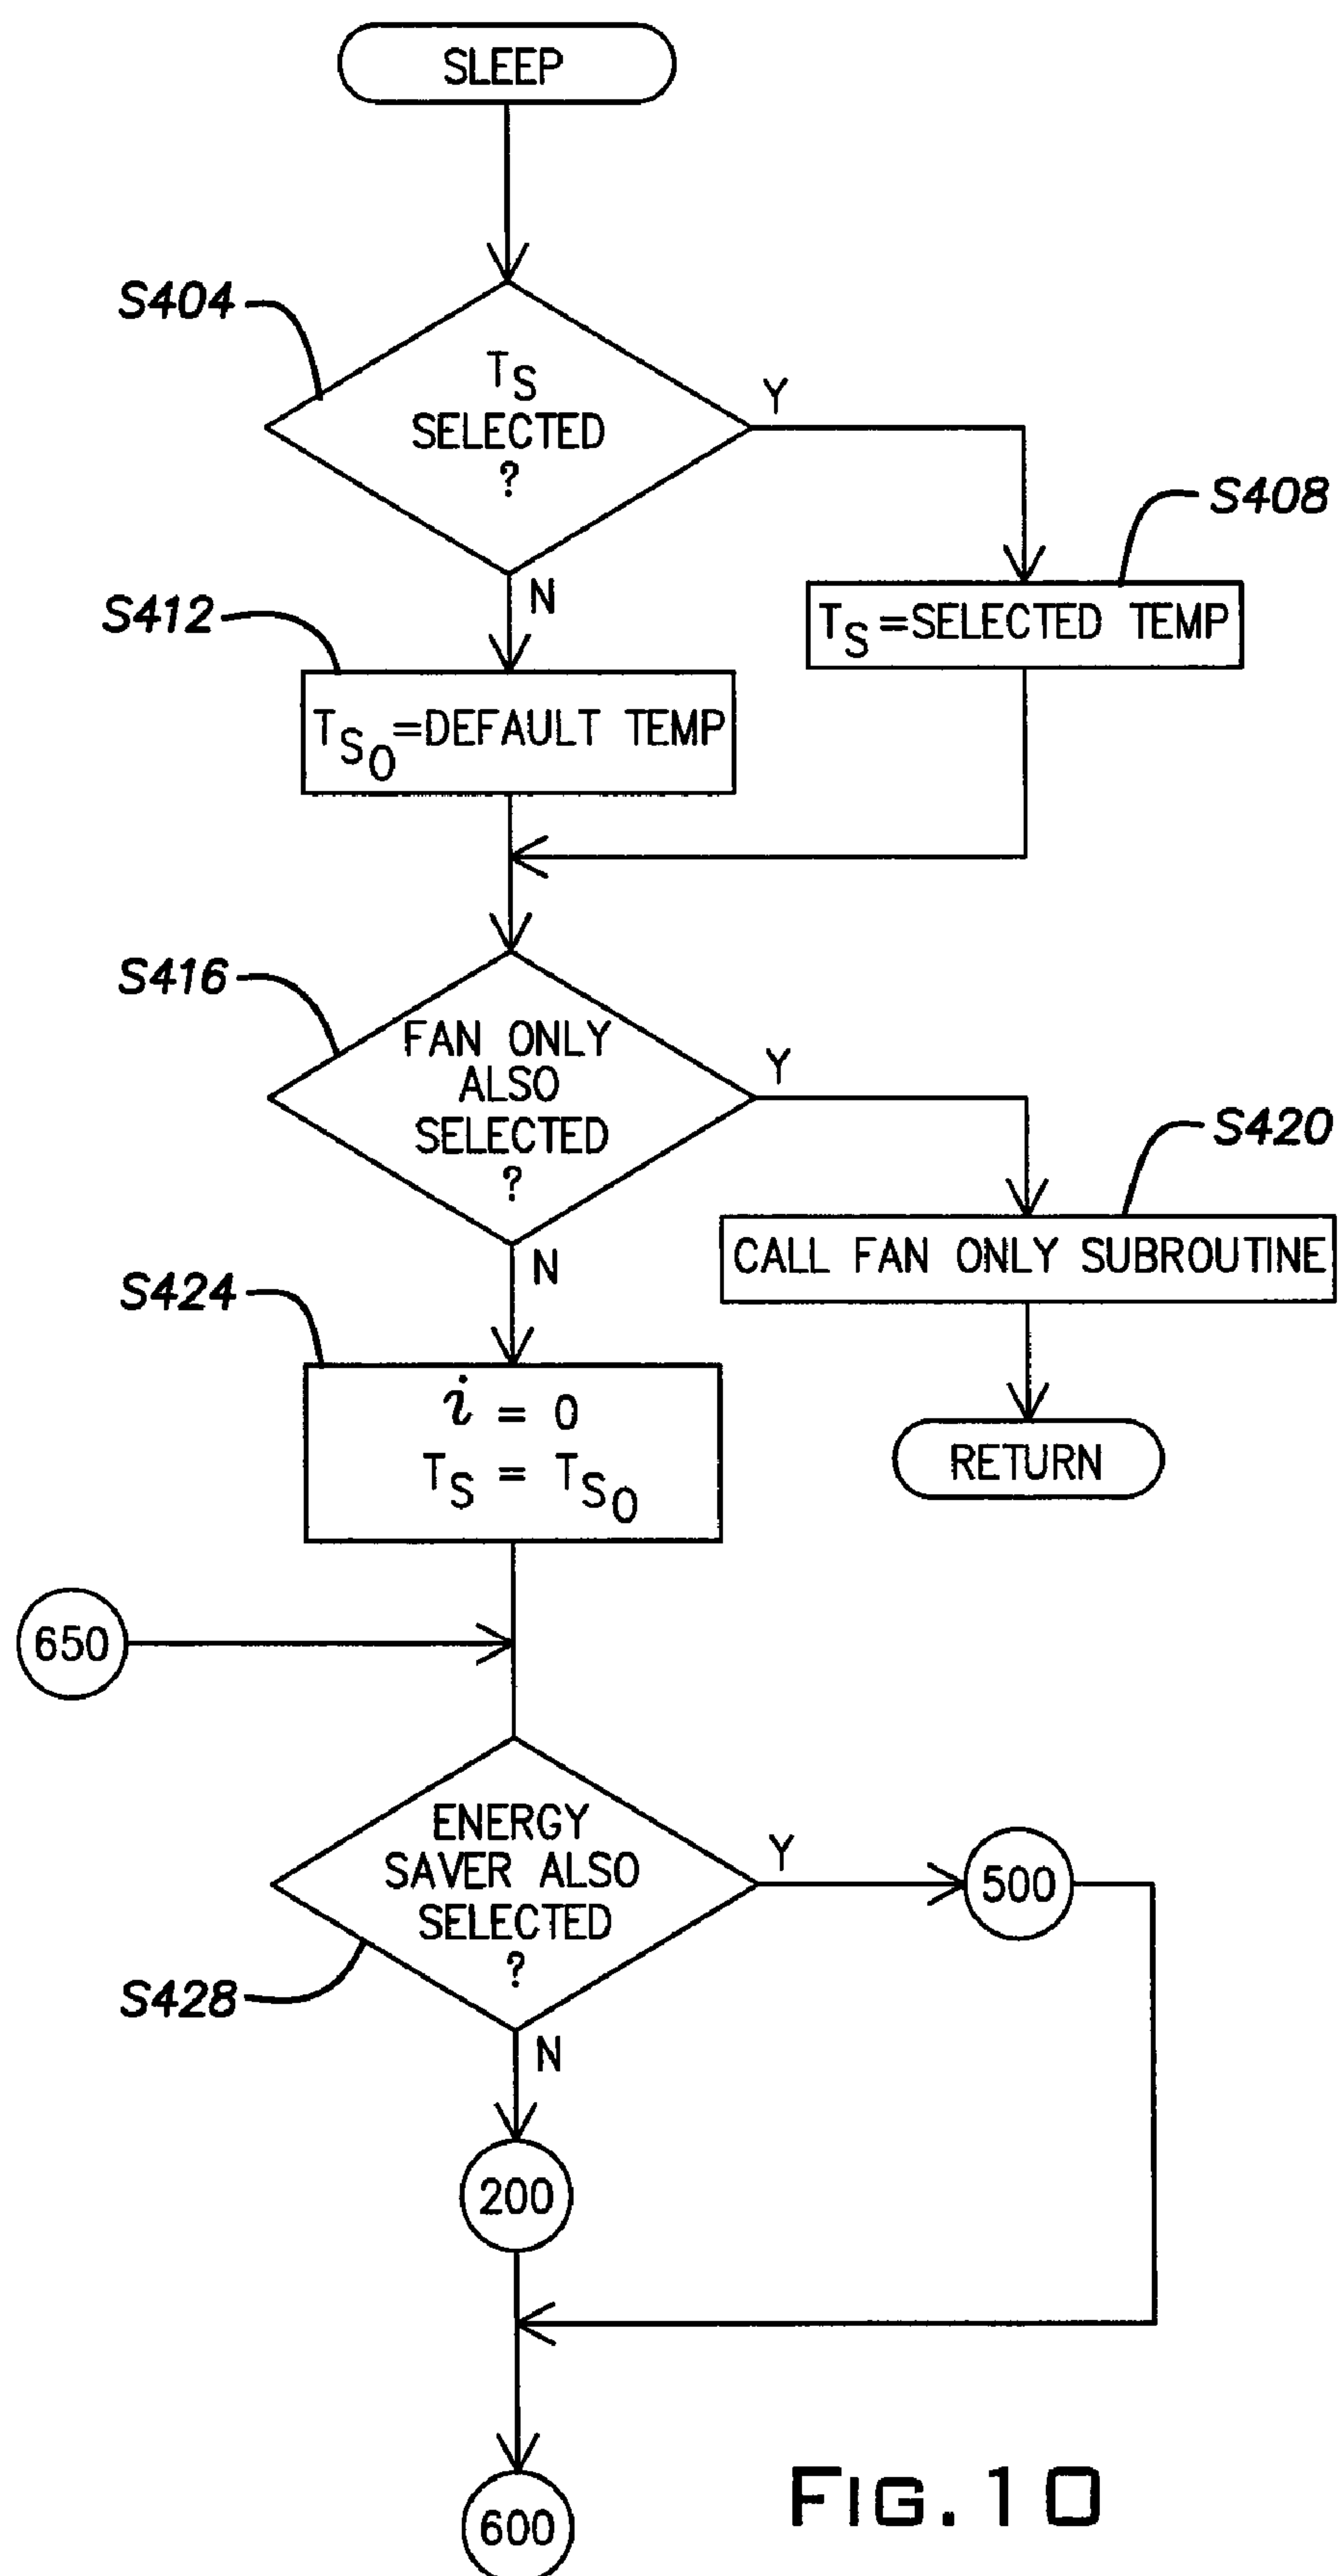 SLEEP
S404
TS
SELECTED
?
Y
S408
TS=SELECTED TEMP
N
S412
TS0=DEFAULT TEMP
S416
FAN ONLY
ALSO
SELECTED
?
Y
S420
CALL FAN ONLY SUBROUTINE
N
S424
i = 0
TS = TS0
RETURN
650
ENERGY
SAVER ALSO
SELECTED
?
Y
500
S428
N
200
600
FIG.10